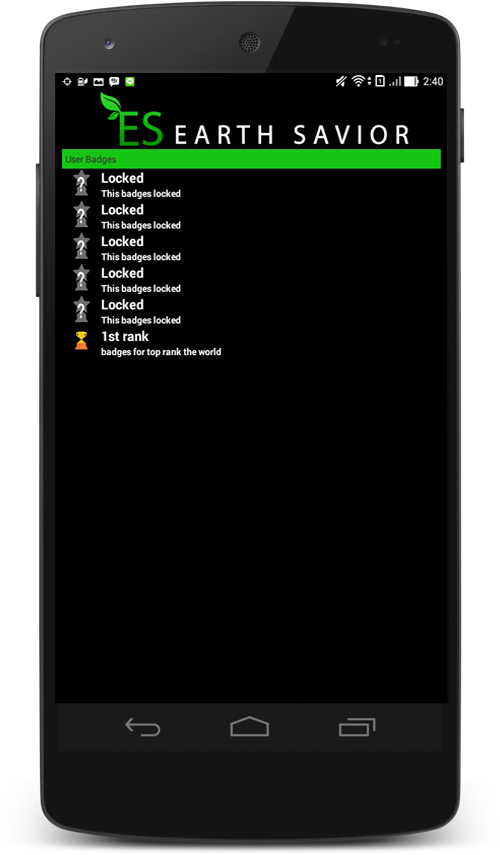 2:40
ES EARTH SAVIOR
User Badges
Locked
This badges locked
Locked
This badges locked
Locked
This badges locked
Locked
This badges locked
Locked
This badges locked
1st rank
badges for top rank the world